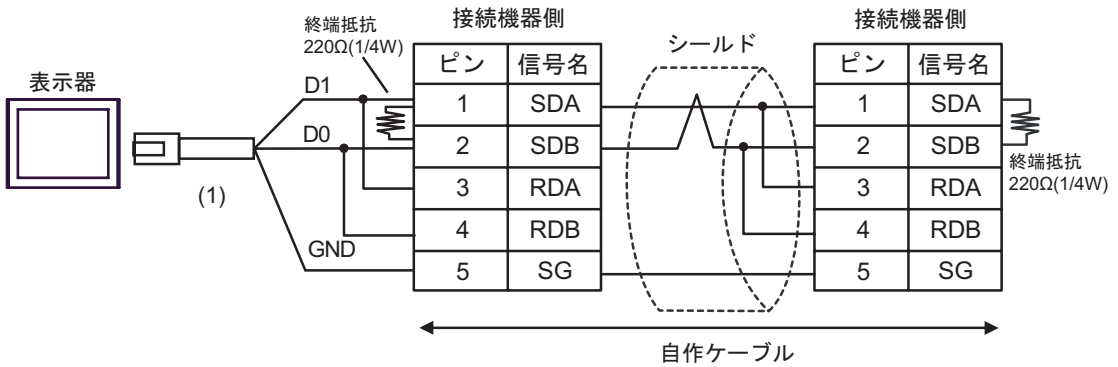 表示器
(1)
D1
D0
GND
終端抵抗
220Ω(1/4W)
接続機器側
ピン 信号名
1 SDA
2 SDB
3 RDA
4 RDB
5 SG
シールド
接続機器側
ピン 信号名
1 SDA
2 SDB
3 RDA
4 RDB
5 SG
終端抵抗
220Ω(1/4W)
自作ケーブル